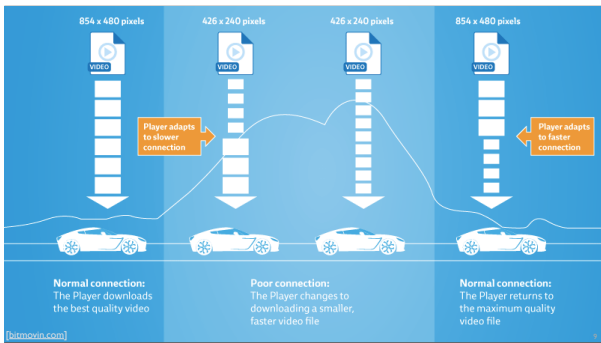 854 x 480 pixels
426 x 240 pixels
426 x 240 pixels
854 x 480 pixels
VIDEO
VIDEO
VIDEO
VIDEO
Player adapts
to slower
connection
Player adapts
to faster
connection
Normal connection:
The Player downloads
the best quality video
Poor connection:
The Player changes to
downloading a smaller,
faster video file
Normal connection:
The Player returns to
the maximum quality
video file
[bitmovin.com]
9